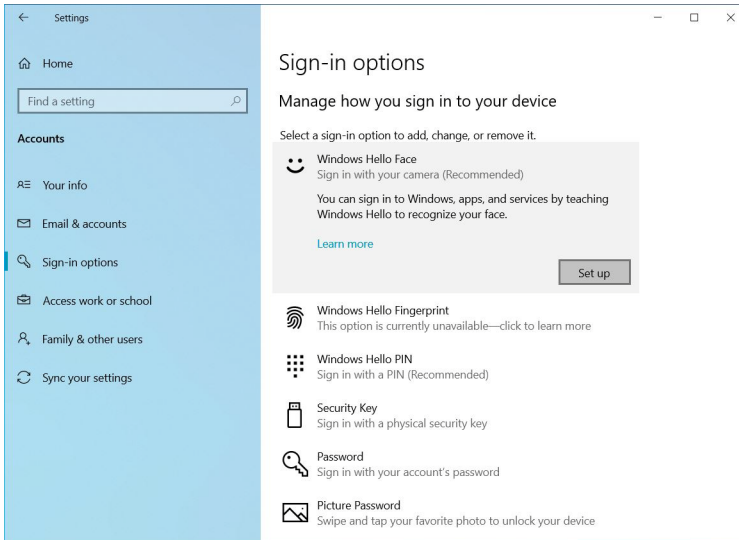 Settings
Home
Find a setting
Accounts
Your info
Email & accounts
Sign-in options
Access work or school
Family & other users
Sync your settings
Sign-in options
Manage how you sign in to your device
Select a sign-in option to add, change, or remove it.
Windows Hello Face
Sign in with your camera (Recommended)
You can sign in to Windows, apps, and services by teaching
Windows Hello to recognize your face.
Learn more
Set up
Windows Hello Fingerprint
This option is currently unavailable—click to learn more
Windows Hello PIN
Sign in with a PIN (Recommended)
Security Key
Sign in with a physical security key
Password
Sign in with your account's password
Picture Password
Swipe and tap your favorite photo to unlock your device